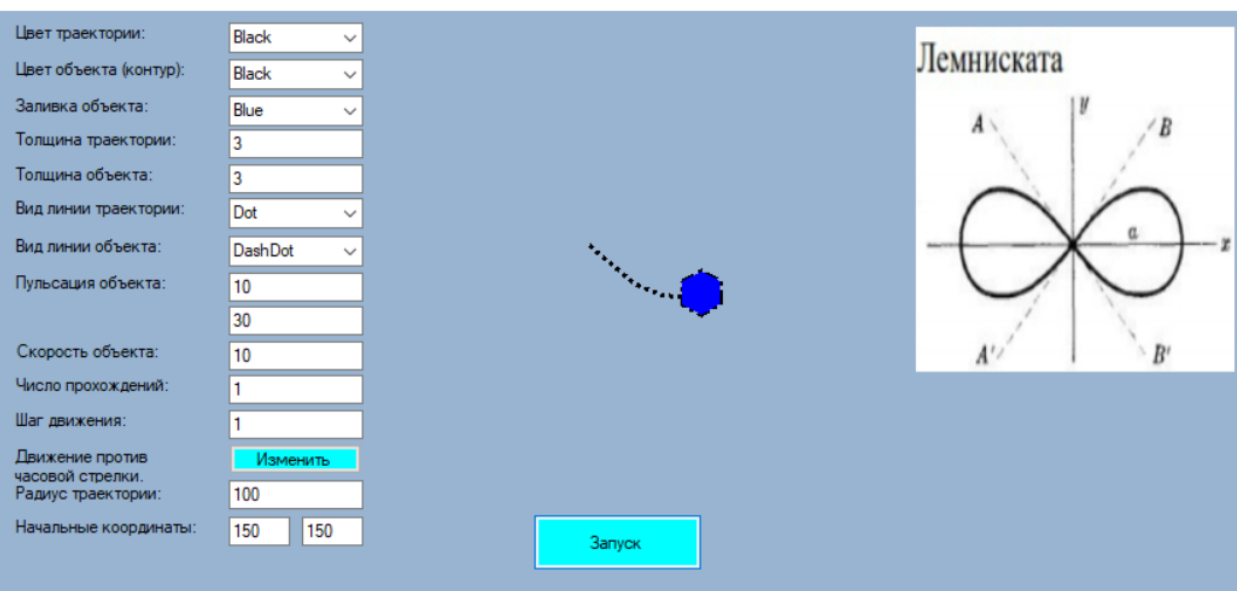 Цвет траектории: Black
Цвет объекта (контур): Black
Заливка объекта: Blue
Толщина траектории: 3
Толщина объекта: 3
Вид линии траектории: Dot
Вид линии объекта: DashDot
Пульсация объекта: 10
30
Скорость объекта: 10
Число прохождений: 1
Шаг движения: 1
Движение против
часовой стрелки.
Изменить
Радиус траектории: 100
Начальные координаты: 150 150
Запуск
Лемниската
y
A B
a
x
A' B'